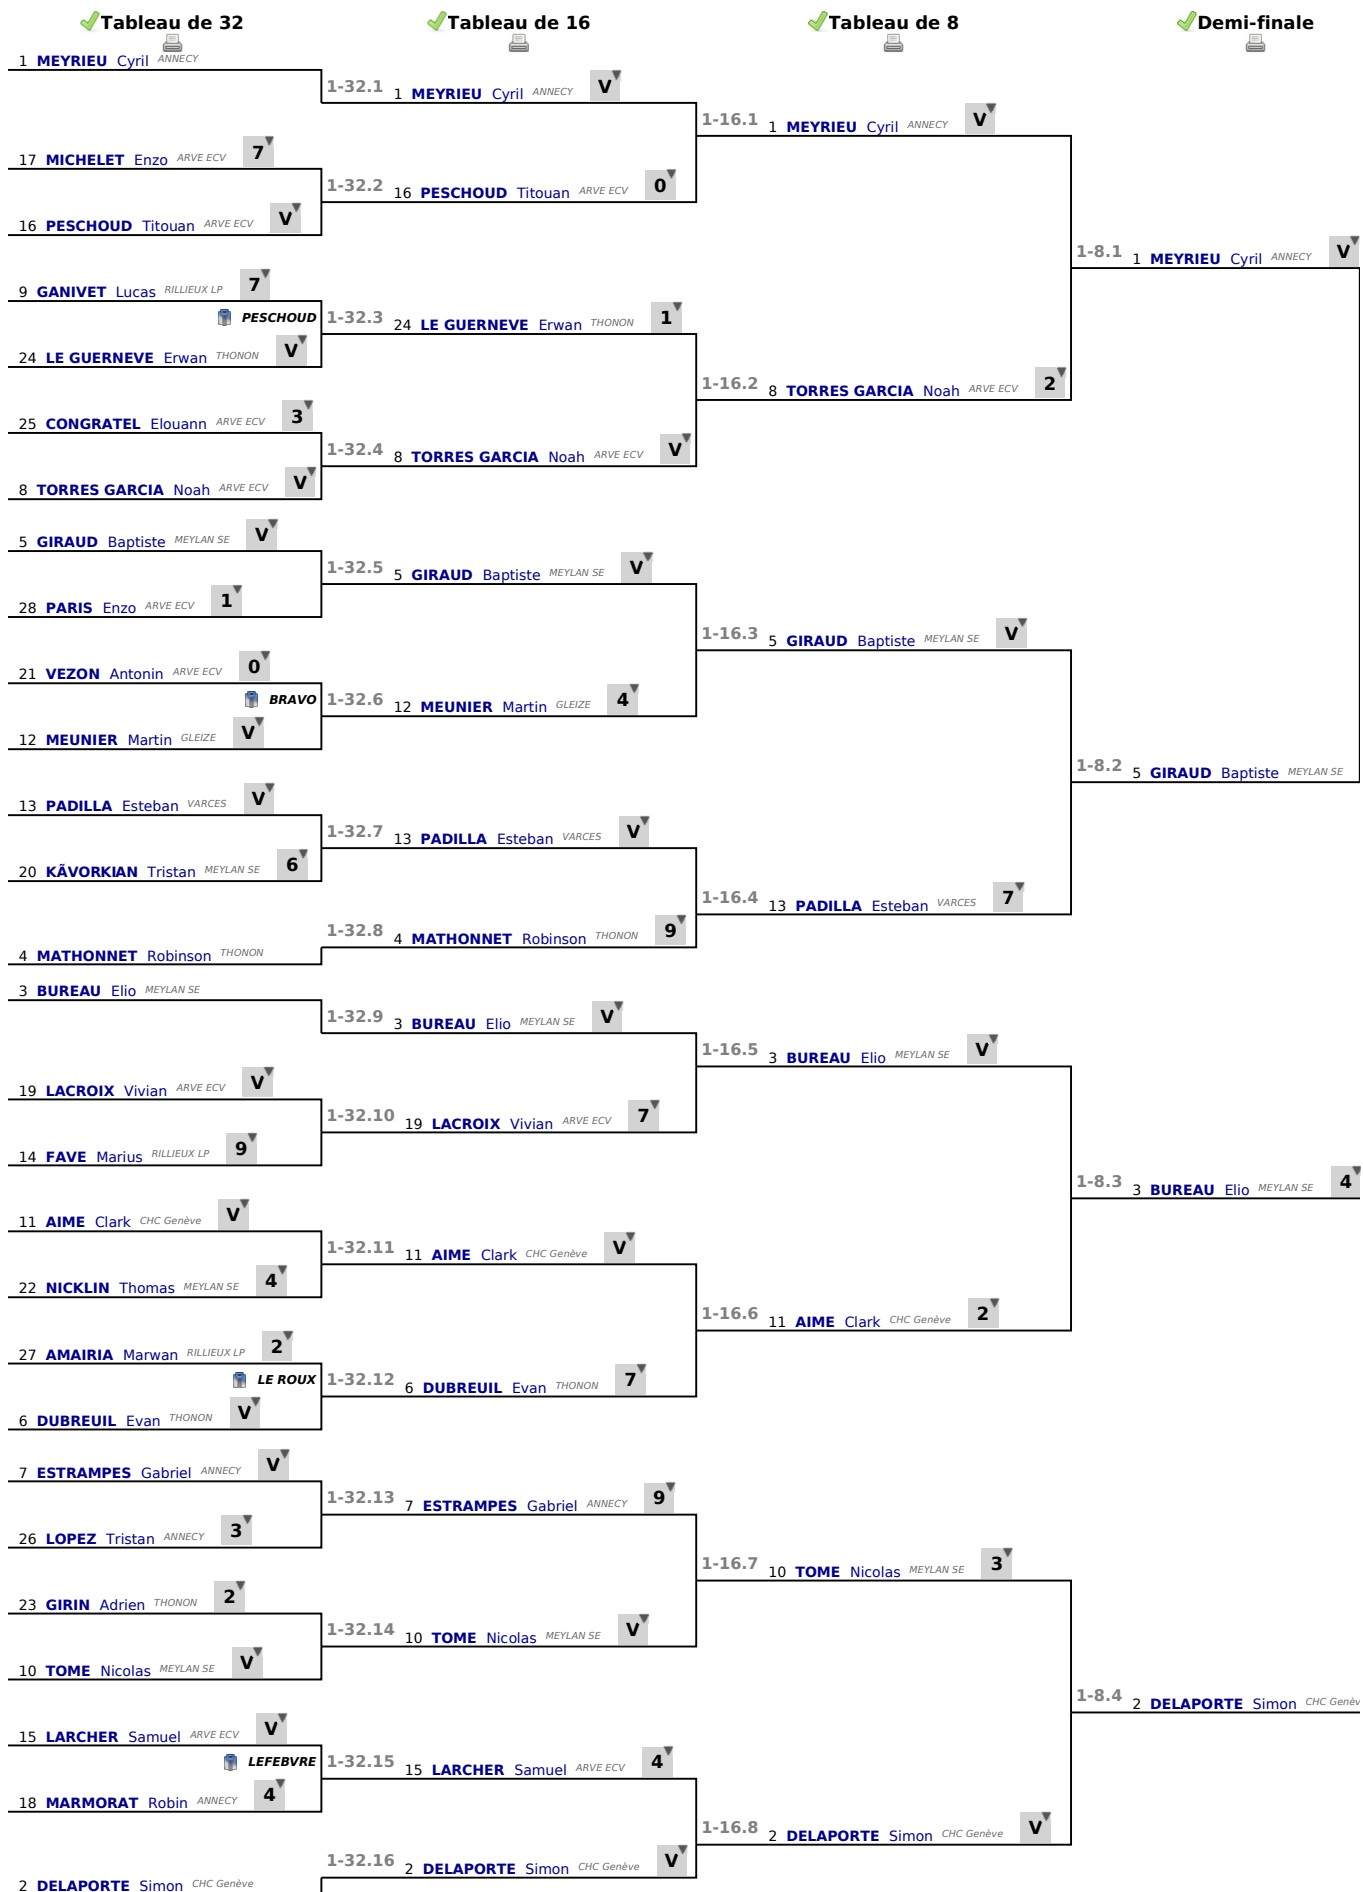 Tableau de 32
1 MEYRIEU Cyril ANNECY
17 MICHELET Enzo ARVE ECV 7
16 PESCHOUD Titouan ARVE ECV V
9 GANIVET Lucas RILLIEUX LP 7
PESCHOUD
24 LE GUERNEVE Erwan THONON V
25 CONGRATEL Elouann ARVE ECV 3
8 TORRES GARCIA Noah ARVE ECV V
5 GIRAUD Baptiste MEYLAN SE V
28 PARIS Enzo ARVE ECV 1
21 VEZON Antonin ARVE ECV 0
BRAVO
12 MEUNIER Martin GLEIZE V
13 PADILLA Esteban VARCES V
20 KÃVORKIAN Tristan MEYLAN SE 6
4 MATHONNET Robinson THONON
3 BUREAU Elio MEYLAN SE
19 LACROIX Vivian ARVE ECV V
14 FAVE Marius RILLIEUX LP 9
11 AIME Clark CHC Genève V
22 NICKLIN Thomas MEYLAN SE 4
27 AMAIRIA Marwan RILLIEUX LP 2
LE ROUX
6 DUBREUIL Evan THONON V
7 ESTRAMPES Gabriel ANNECY V
26 LOPEZ Tristan ANNECY 3
23 GIRIN Adrien THONON 2
10 TOME Nicolas MEYLAN SE V
15 LARCHER Samuel ARVE ECV V
LEFEBVRE
18 MARMORAT Robin ANNECY 4
2 DELAPORTE Simon CHC Genève
Tableau de 16
1-32.1 1 MEYRIEU Cyril ANNECY V
1-32.2 16 PESCHOUD Titouan ARVE ECV 0
1-32.3 24 LE GUERNEVE Erwan THONON 1
1-32.4 8 TORRES GARCIA Noah ARVE ECV V
1-32.5 5 GIRAUD Baptiste MEYLAN SE V
1-32.6 12 MEUNIER Martin GLEIZE 4
1-32.7 13 PADILLA Esteban VARCES V
1-32.8 4 MATHONNET Robinson THONON 9
1-32.9 3 BUREAU Elio MEYLAN SE V
1-32.10 19 LACROIX Vivian ARVE ECV 7
1-32.11 11 AIME Clark CHC Genève V
1-32.12 6 DUBREUIL Evan THONON 7
1-32.13 7 ESTRAMPES Gabriel ANNECY 9
1-32.14 10 TOME Nicolas MEYLAN SE V
1-32.15 15 LARCHER Samuel ARVE ECV 4
1-32.16 2 DELAPORTE Simon CHC Genève V
Tableau de 8
1-16.1 1 MEYRIEU Cyril ANNECY V
1-16.2 8 TORRES GARCIA Noah ARVE ECV 2
1-16.3 5 GIRAUD Baptiste MEYLAN SE V
1-16.4 13 PADILLA Esteban VARCES 7
1-16.5 3 BUREAU Elio MEYLAN SE V
1-16.6 11 AIME Clark CHC Genève 2
1-16.7 10 TOME Nicolas MEYLAN SE 3
1-16.8 2 DELAPORTE Simon CHC Genève V
Demi-finale
1-8.1 1 MEYRIEU Cyril ANNECY V
1-8.2 5 GIRAUD Baptiste MEYLAN SE
1-8.3 3 BUREAU Elio MEYLAN SE 4
1-8.4 2 DELAPORTE Simon CHC Genèv